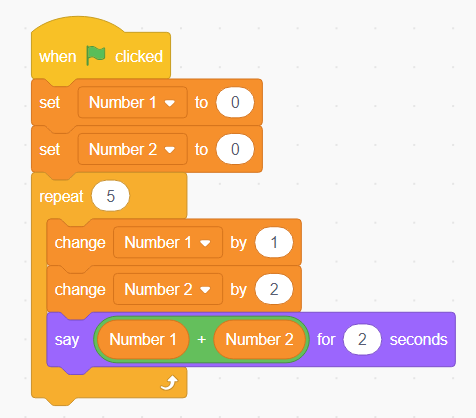 when clicked
set Number 1 to 0
set Number 2 to 0
repeat 5
change Number 1 by 1
change Number 2 by 2
say Number 1 + Number 2 for 2 seconds